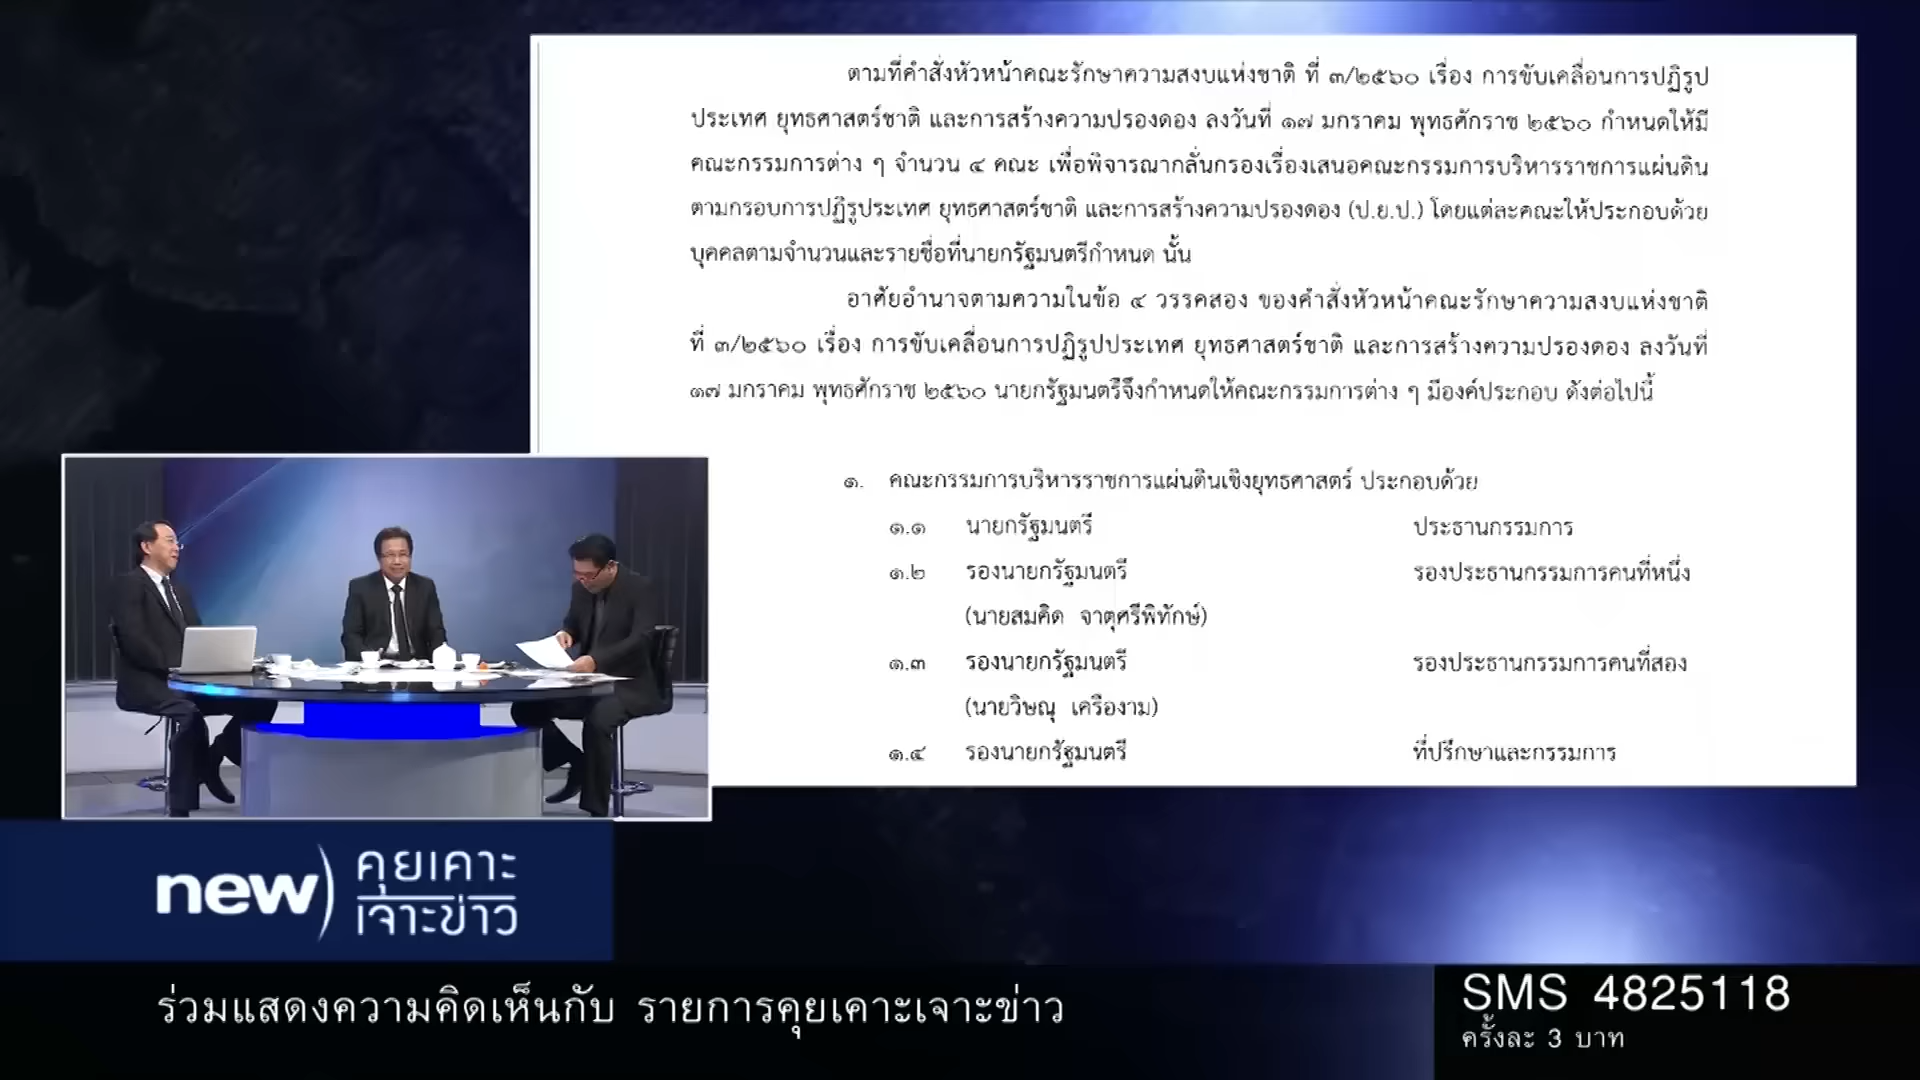 ตามที่คำสั่งหัวหน้าคณะรักษาความสงบแห่งชาติ ที่ ๓/๒๕๖๐ เรื่อง การขับเคลื่อนการปฏิรูป
ประเทศ ยุทธศาสตร์ชาติ และการสร้างความปรองดอง ลงวันที่ ๑๗ มกราคม พุทธศักราช ๒๕๖๐ กำหนดให้มี
คณะกรรมการต่าง ๆ จำนวน ๔ คณะ เพื่อพิจารณากลั่นกรองเรื่องเสนอคณะกรรมการบริหารราชการแผ่นดิน
ตามกรอบการปฏิรูประเทศ ยุทธศาสตร์ชาติ และการสร้างความปรองดอง (ป.ย.ป.) โดยแต่ละคณะให้ประกอบด้วย
บุคคลตามจำนวนและรายชื่อที่นายกรัฐมนตรีกำหนด นั้น
อาศัยอำนาจตามความในข้อ ๔ วรรคสอง ของคำสั่งหัวหน้าคณะรักษาความสงบแห่งชาติ
ที่ ๓/๒๕๖๐ เรื่อง การขับเคลื่อนการปฏิรูปประเทศ ยุทธศาสตร์ชาติ และการสร้างความปรองดอง ลงวันที่
๑๗ มกราคม พุทธศักราช ๒๕๖๐ นายกรัฐมนตรีจึงกำหนดให้คณะกรรมการต่าง ๆ มีองค์ประกอบ ดังต่อไปนี้
๑. คณะกรรมการบริหารราชการแผ่นดินเชิงยุทธศาสตร์ ประกอบด้วย
๑.๑ นายกรัฐมนตรี ประธานกรรมการ
๑.๒ รองนายกรัฐมนตรี รองประธานกรรมการคนที่หนึ่ง
(นายสมคิด จาตุศรีพิทักษ์)
๑.๓ รองนายกรัฐมนตรี รองประธานกรรมการคนที่สอง
(นายวิษณุ เครืองาม)
๑.๔ รองนายกรัฐมนตรี ที่ปรึกษาและกรรมการ
new) คุยเคาะ
เจาะข่าว
ร่วมแสดงความคิดเห็นกับ รายการคุยเคาะเจาะข่าว
SMS 4825118
ครั้งละ 3 บาท